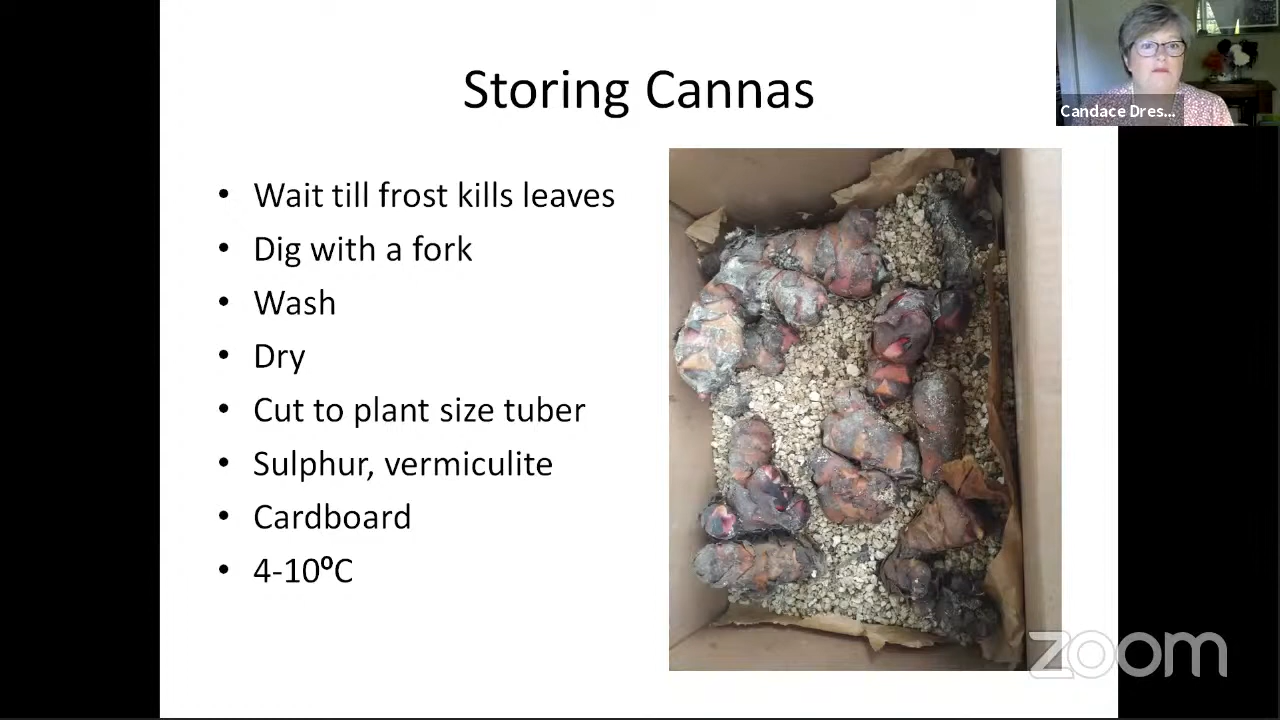 Storing Cannas
Candace Dres...
• Wait till frost kills leaves
• Dig with a fork
• Wash
• Dry
• Cut to plant size tuber
• Sulphur, vermiculite
• Cardboard
• 4-10⁰C
zoom